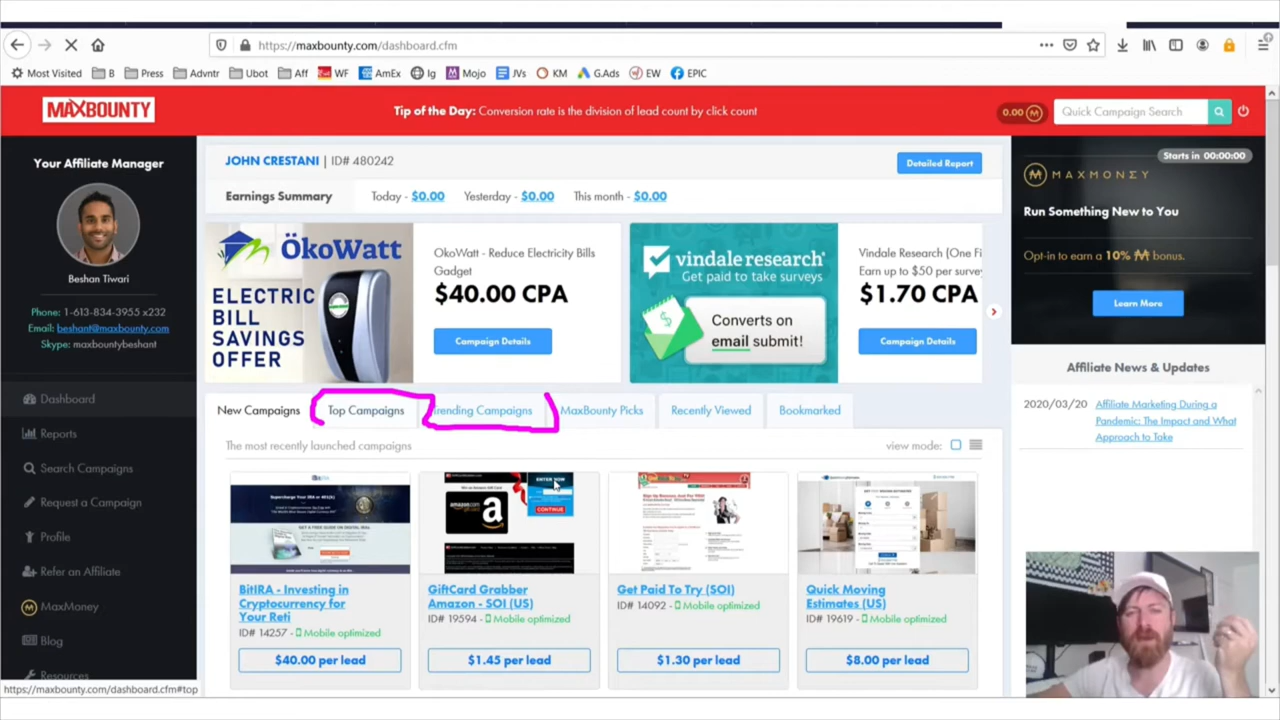 https://maxbounty.com/dashboard.cfm
Most Visited B Press Advntr Ubot Aff WF AmEx Ig Mojo JVs KM G.Ads EW EPIC
MAXBOUNTY
Tip of the Day: Conversion rate is the division of lead count by click count
0.00
Quick Campaign Search
Your Affiliate Manager
Beshan Tiwari
Phone: 1-613-834-3955 x232
Email: beshant@maxbounty.com
Skype: maxbountybeshant
Dashboard
Reports
Search Campaigns
Request a Campaign
Profile
Refer an Affiliate
MaxMoney
Blog
Resources
https://maxbounty.com/dashboard.cfm#top
JOHN CRESTANI | ID# 480242
Detailed Report
Earnings Summary
Today - $0.00
Yesterday - $0.00
This month - $0.00
ÖkoWatt
ELECTRIC
BILL
SAVINGS
OFFER
OkoWatt - Reduce Electricity Bills
Gadget
$40.00 CPA
Campaign Details
vindale research
Get paid to take surveys
Converts on
email submit!
Vindale Research (One Fi
Earn up to $50 per surve
$1.70 CPA
Campaign Details
New Campaigns
Top Campaigns
Trending Campaigns
MaxBounty Picks
Recently Viewed
Bookmarked
The most recently launched campaigns
view mode:
BitIRA - Investing in
Cryptocurrency for
Your Reti
ID# 14257 - Mobile optimized
$40.00 per lead
amazon.com
a
ENTER NOW
CONTINUE
GiftCard Grabber
Amazon - SOI (US)
ID# 19594 - Mobile optimized
$1.45 per lead
Get Paid To Try (SOI)
ID# 14092 - Mobile optimized
$1.30 per lead
Quick Moving
Estimates (US)
ID# 19619 - Mobile optimized
$8.00 per lead
Starts in 00:00:00
MAXMONEY
Run Something New to You
Opt-in to earn a 10% M bonus.
Learn More
Affiliate News & Updates
2020/03/20
Affiliate Marketing During a
Pandemic: The Impact and What
Approach to Take